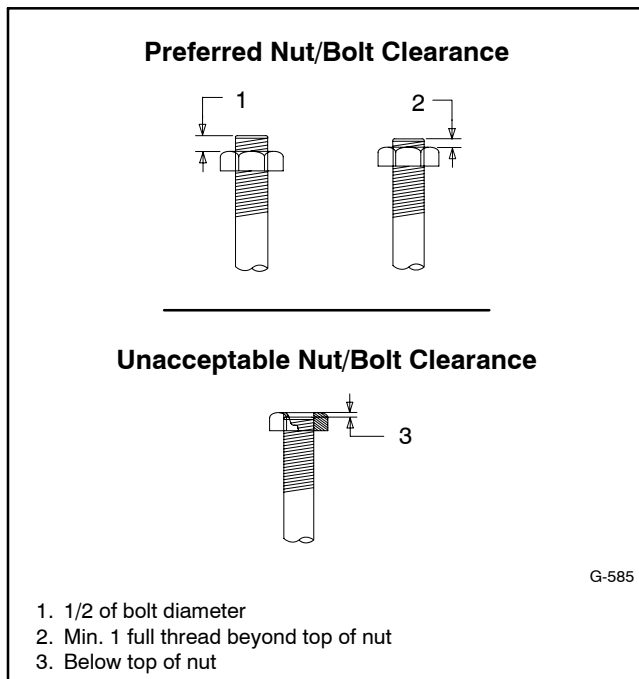 Preferred Nut/Bolt Clearance
1
2
Unacceptable Nut/Bolt Clearance
3
G-585
1. 1/2 of bolt diameter
2. Min. 1 full thread beyond top of nut
3. Below top of nut